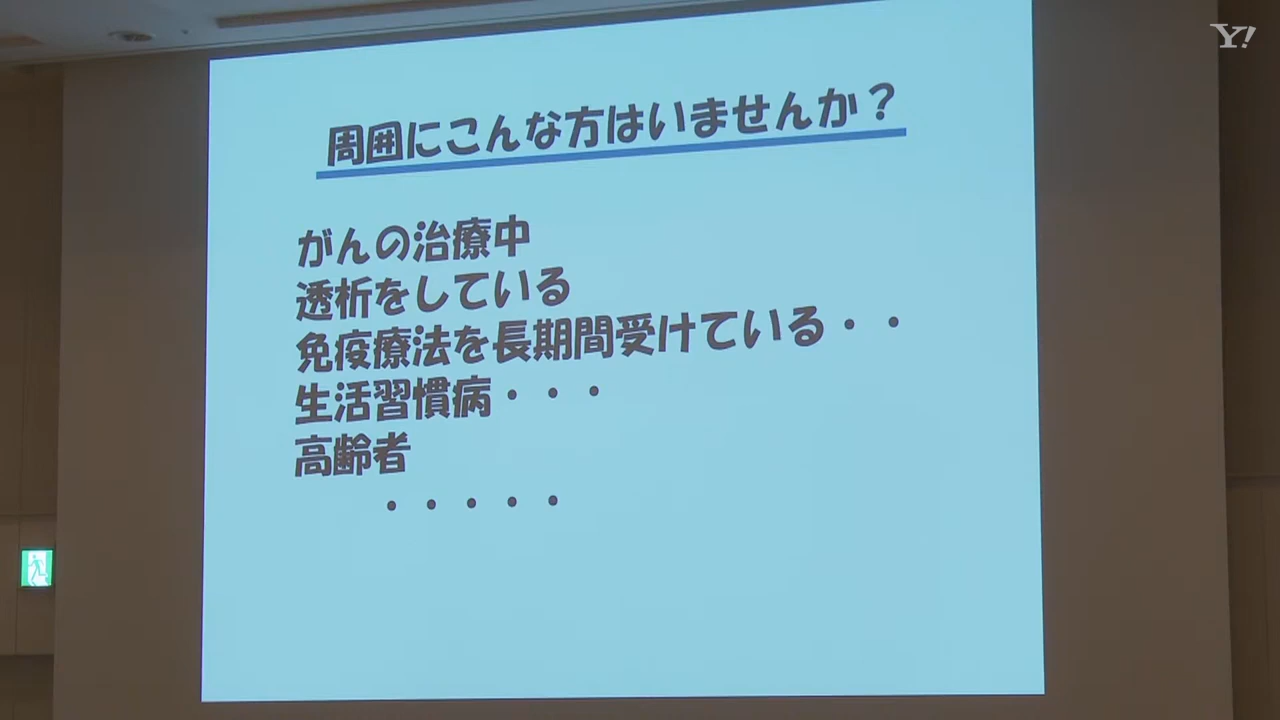 周囲にこんな方はいませんか？
がんの治療中
透析をしている
免疫療法を長期間受けている・・
生活習慣病・・・
高齢者
・・・・・
Y!